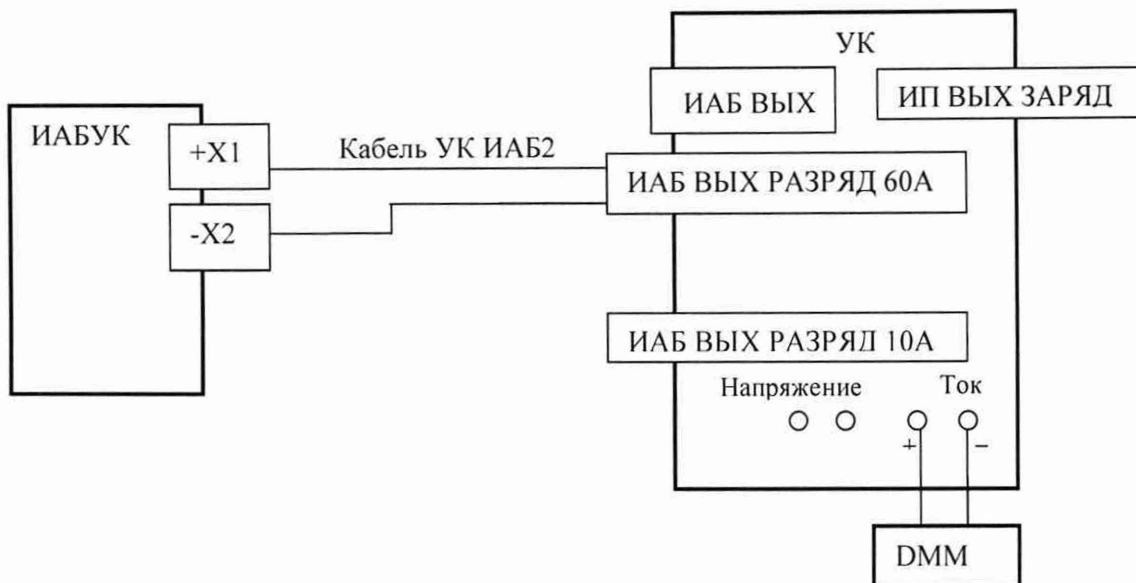 УК
ИАБ ВЫХ
ИП ВЫХ ЗАРЯД
ИАБУК
+X1
Кабель УК ИАБ2
ИАБ ВЫХ РАЗРЯД 60А
-X2
ИАБ ВЫХ РАЗРЯД 10А
Напряжение
Ток
+
–
DMM